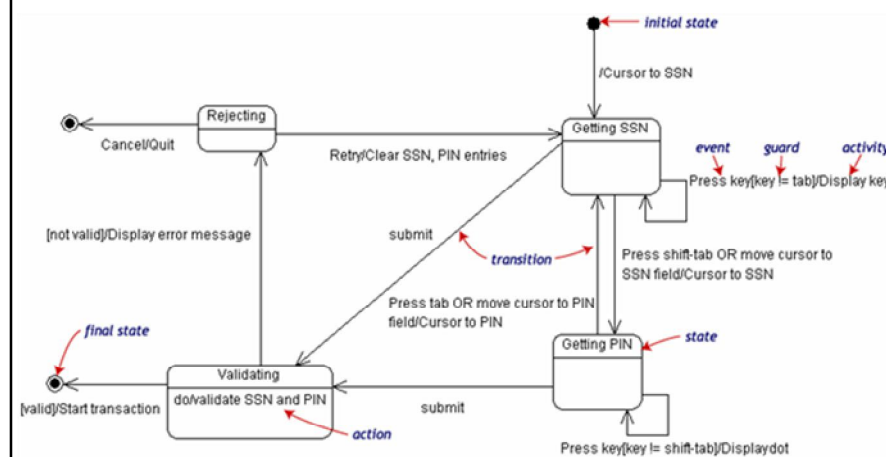 initial state
/Cursor to SSN
Rejecting
Getting SSN
Cancel/Quit
Retry/Clear SSN, PIN entries
event
guard
activity
Press key[key != tab]/Display key
[not valid]/Display error message
submit
transition
Press shift-tab OR move cursor to
SSN field/Cursor to SSN
Press tab OR move cursor to PIN
field/Cursor to PIN
final state
Getting PIN
state
Validating
do/validate SSN and PIN
[valid]/Start transaction
submit
action
Press key[key != shift-tab]/Displaydot